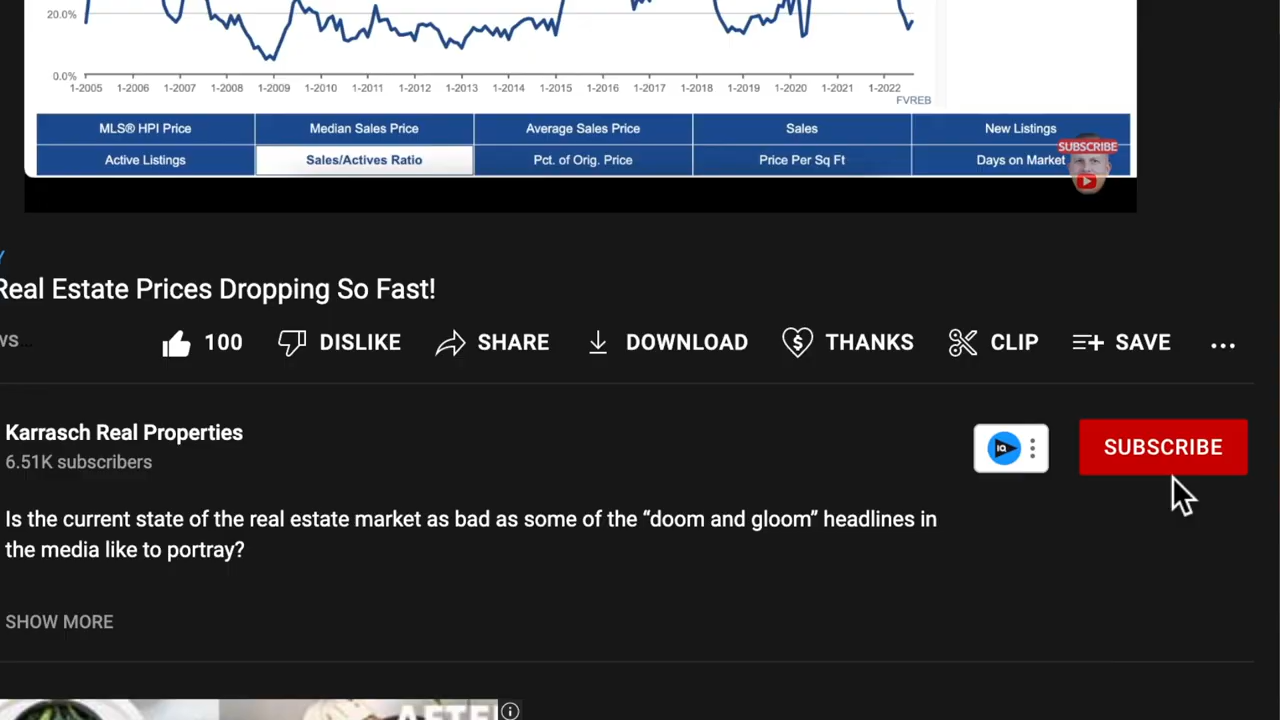 20.0%
0.0%
1-2005 1-2006 1-2007 1-2008 1-2009 1-2010 1-2011 1-2012 1-2013 1-2014 1-2015 1-2016 1-2017 1-2018 1-2019 1-2020 1-2021 1-2022
FVREB
MLS® HPI Price Median Sales Price Average Sales Price Sales New Listings
Active Listings Sales/Actives Ratio Pct. of Orig. Price Price Per Sq Ft Days on Market
SUBSCRIBE
Real Estate Prices Dropping So Fast!
100 DISLIKE SHARE DOWNLOAD THANKS CLIP SAVE ...
Karrasch Real Properties
6.51K subscribers
IQ
SUBSCRIBE
Is the current state of the real estate market as bad as some of the “doom and gloom” headlines in
the media like to portray?
SHOW MORE